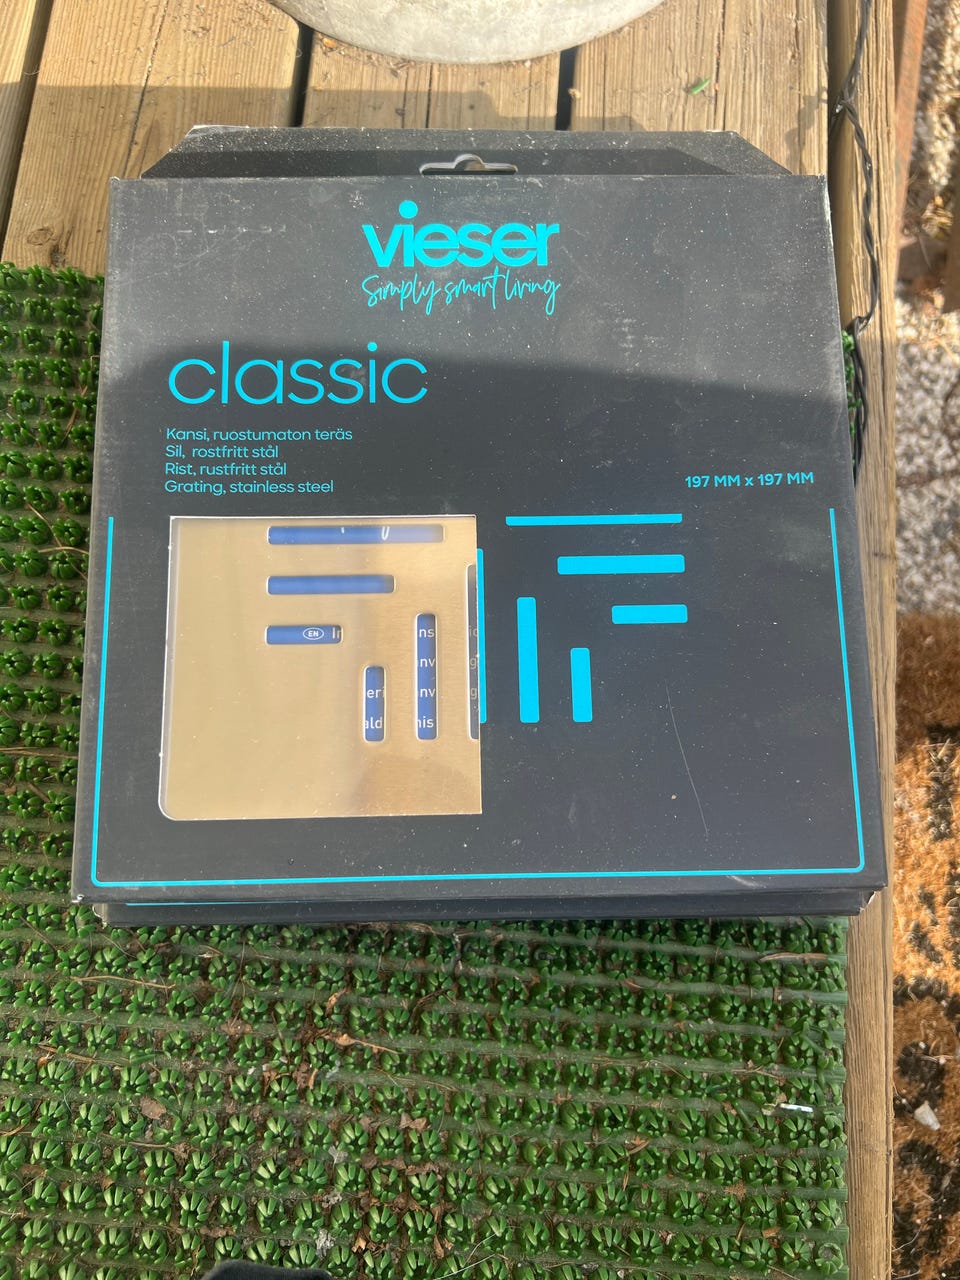 vieser
Simply smart living
classic
Kansi, ruostumaton teräs
Sil, rostfritt stål
Rist, rustfritt stål
Grating, stainless steel
197 MM x 197 MM
EN